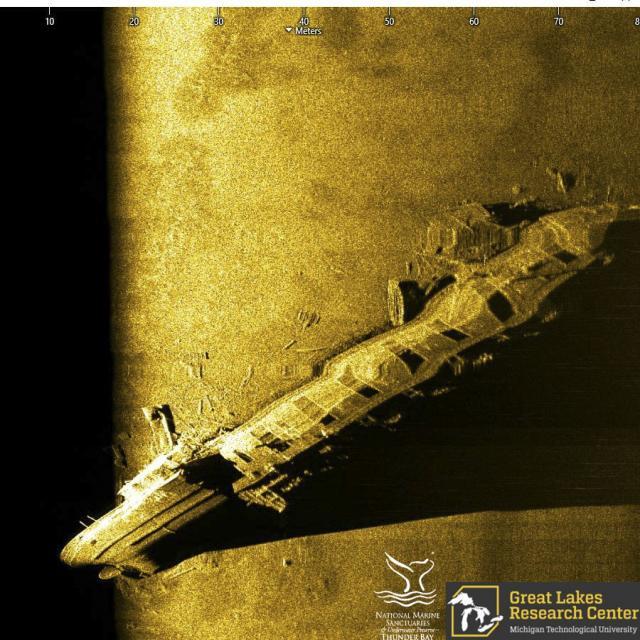 10 20 30 40 50 60 70 8
Meters
NATIONAL MARINE
SANCTUARIES
& Underwater Preserve
THUNDER BAY
Great Lakes
Research Center
Michigan Technological University